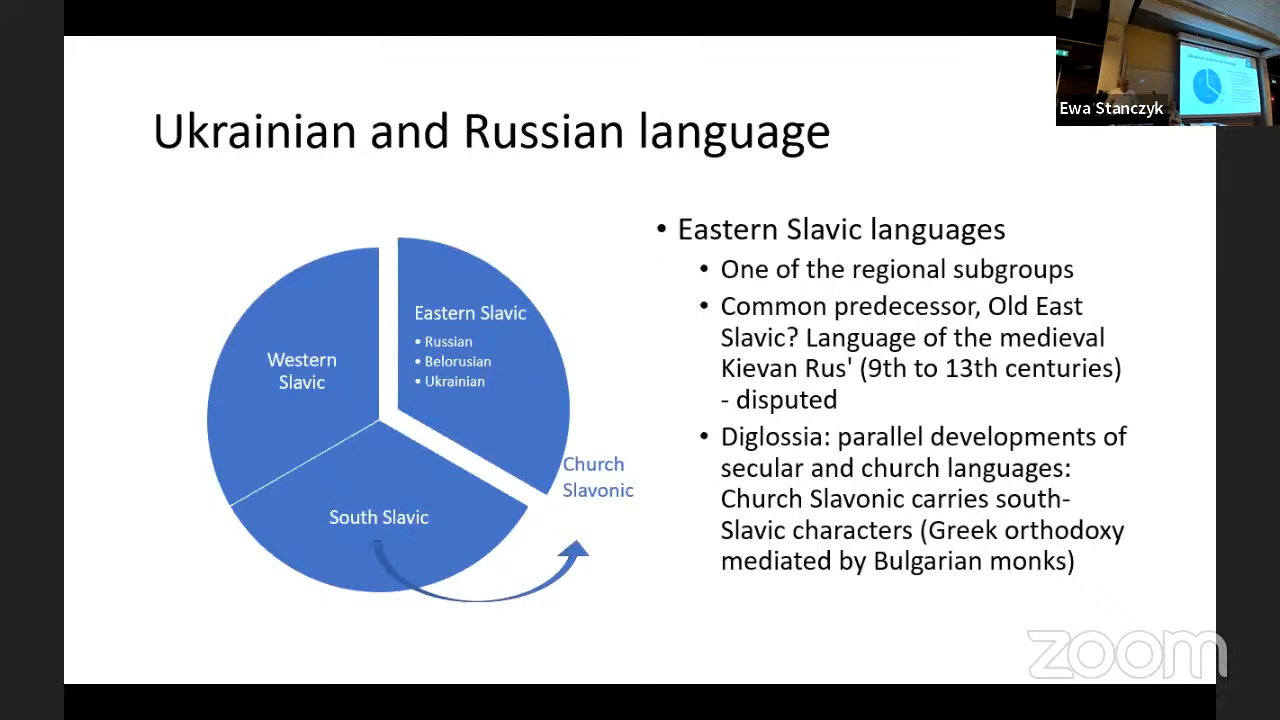 Ewa Stanczyk
Ukrainian and Russian language
Western
Slavic
Eastern Slavic
• Russian
• Belorusian
• Ukrainian
South Slavic
Church
Slavonic
• Eastern Slavic languages
• One of the regional subgroups
• Common predecessor, Old East
Slavic? Language of the medieval
Kievan Rus' (9th to 13th centuries)
- disputed
• Diglossia: parallel developments of
secular and church languages:
Church Slavonic carries south-
Slavic characters (Greek orthodoxy
mediated by Bulgarian monks)
zoom